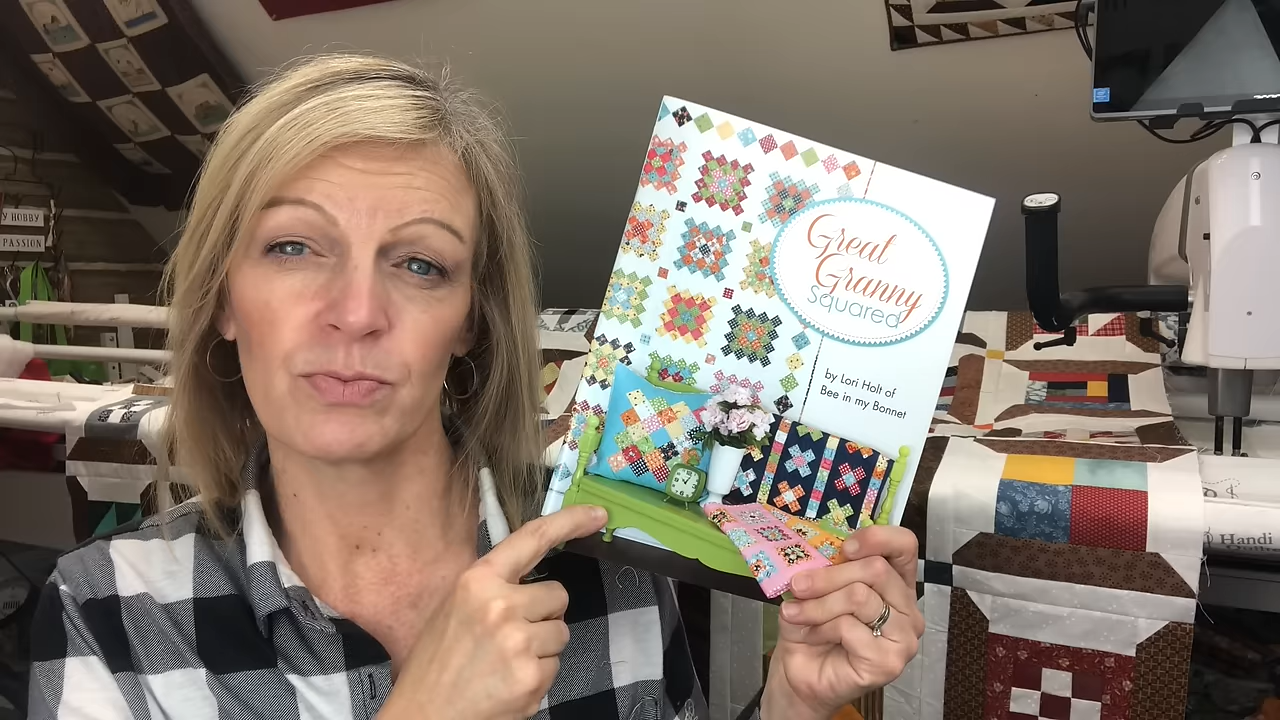 Y HOBBY
PASSION
Great
Granny
squared
by Lori Holt of
Bee in my Bonnet
Handi